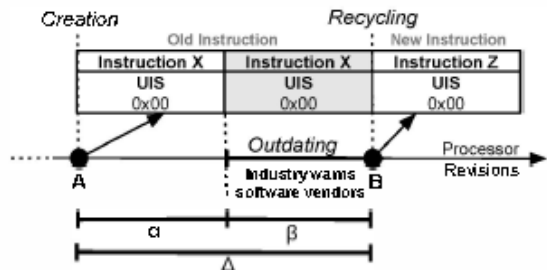 Creation
Recycling
Old Instruction
New Instruction
Instruction X
Instruction X
Instruction Z
UIS
UIS
UIS
0x00
0x00
0x00
Outdating
Processor
A
Industry warns
B
Revisions
software vendors
α
β
Δ